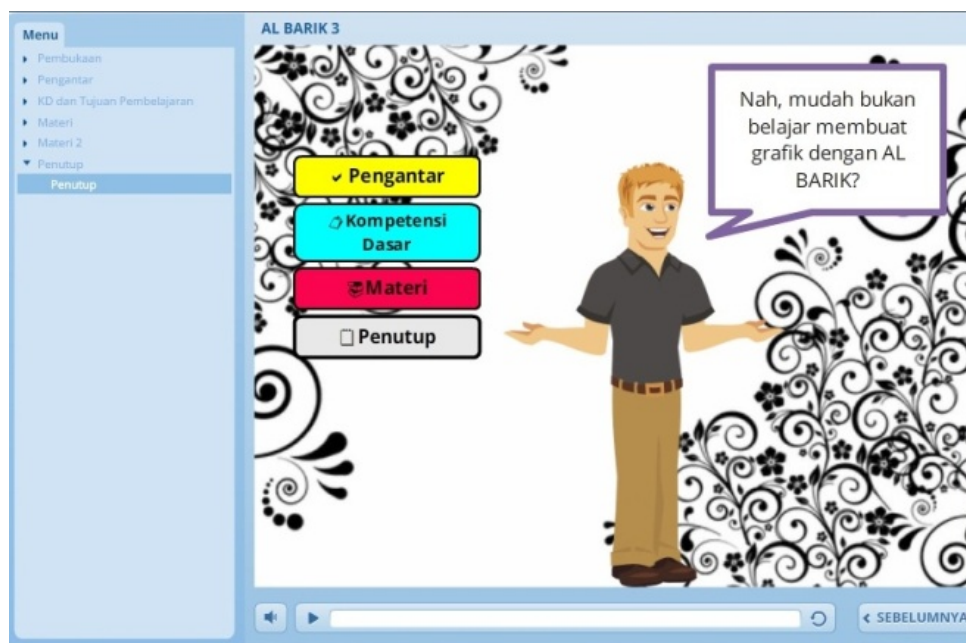 Menu
Pembukaan
Pengantar
KD dan Tujuan Pembelajaran
Materi
Materi 2
Penutup
Penutup
AL BARIK 3
Pengantar
Kompetensi
Dasar
Materi
Penutup
Nah, mudah bukan
belajar membuat
grafik dengan AL
BARIK?
SEBELUMNYA